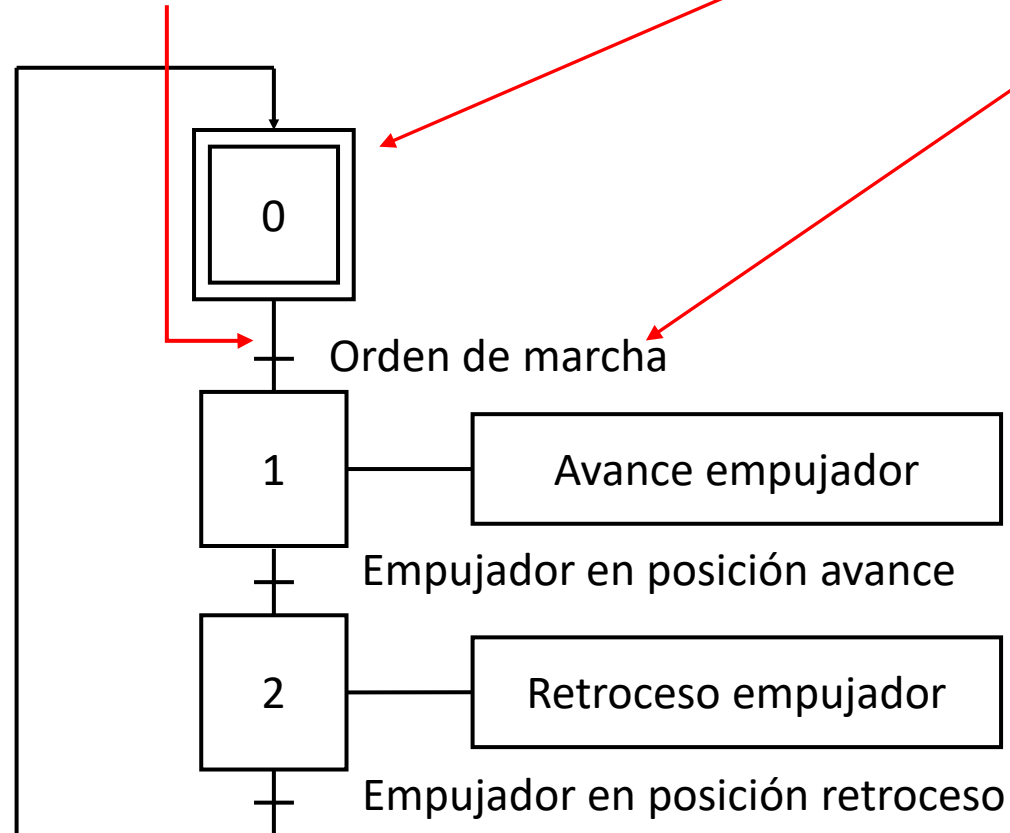 0
Orden de marcha
1
Avance empujador
Empujador en posición avance
2
Retroceso empujador
Empujador en posición retroceso